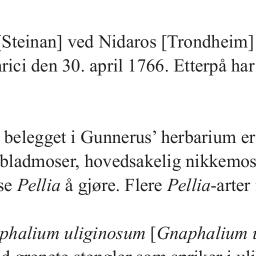 [Steinan] ved Nidaros [Trondheim]
rici den 30. april 1766. Etterpå har
belegget i Gunnerus’ herbarium er
bladmoser, hovedsakelig nikkemos
se Pellia å gjøre. Flere Pellia-arter
phalium uliginosum [Gnaphalium u